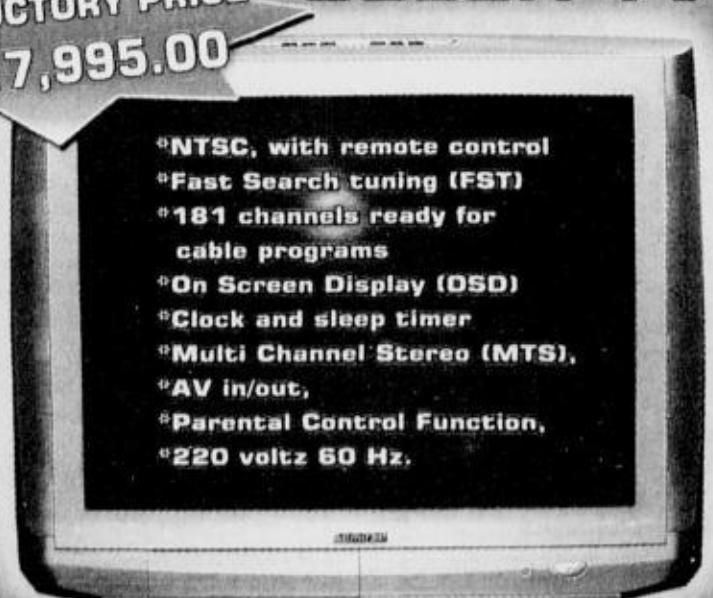 7,995.00
*NTSC, with remote control
*Fast Search tuning (FST)
*181 channels ready for
cable programs
*On Screen Display (OSD)
*Clock and sleep timer
*Multi Channel Stereo (MTS),
*AV in/out,
*Parental Control Function,
*220 voltz 60 Hz.